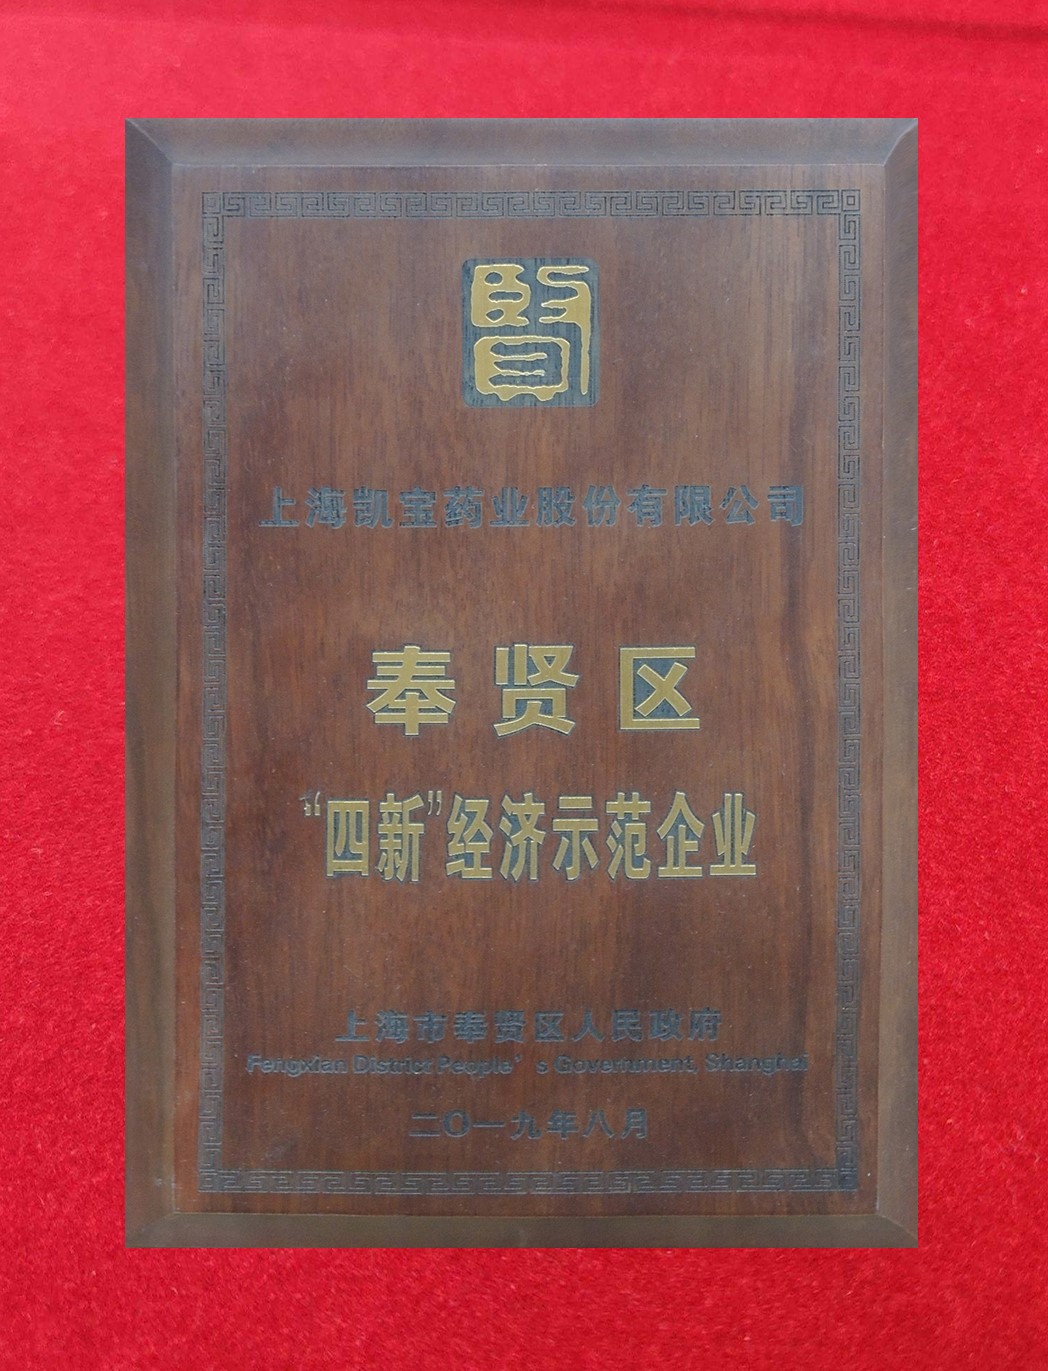 賢
上海凯宝药业股份有限公司
奉贤区
“四新”经济示范企业
上海市奉贤区人民政府
Fengxian District People’s Government, Shanghai
二〇一九年八月